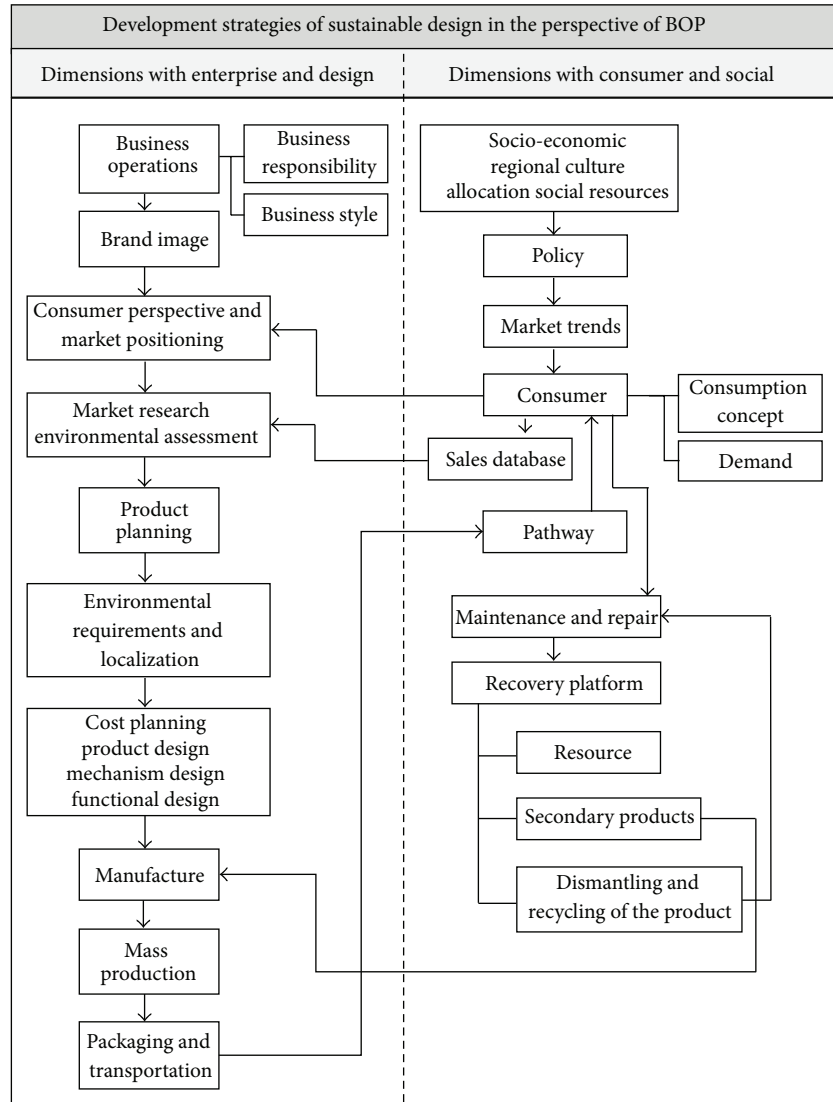 Development strategies of sustainable design in the perspective of BOP
Dimensions with enterprise and design
Dimensions with consumer and social
Business
operations
Business
responsibility
Business style
Brand image
Consumer perspective and
market positioning
Market research
environmental assessment
Product
planning
Environmental
requirements and
localization
Cost planning
product design
mechanism design
functional design
Manufacture
Mass
production
Packaging and
transportation
Socio-economic
regional culture
allocation social resources
Policy
Market trends
Consumer
Consumption
concept
Demand
Sales database
Pathway
Maintenance and repair
Recovery platform
Resource
Secondary products
Dismantling and
recycling of the product